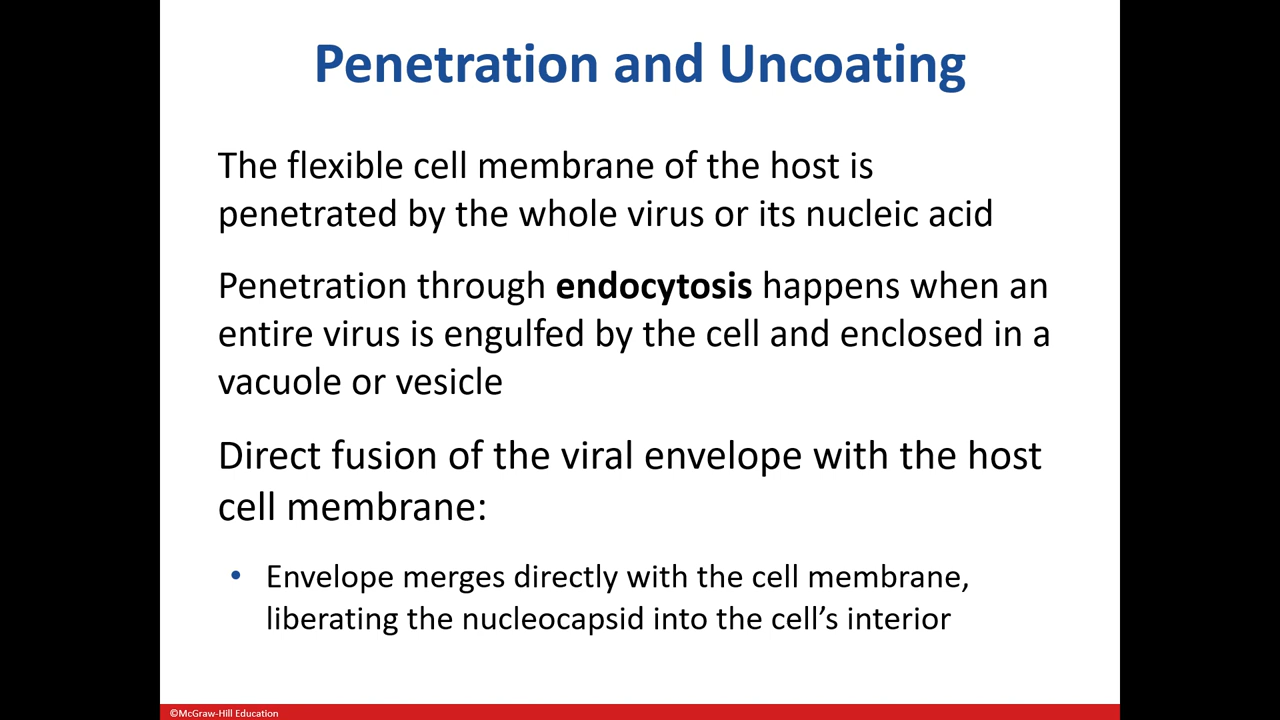 Penetration and Uncoating
The flexible cell membrane of the host is
penetrated by the whole virus or its nucleic acid
Penetration through endocytosis happens when an
entire virus is engulfed by the cell and enclosed in a
vacuole or vesicle
Direct fusion of the viral envelope with the host
cell membrane:
• Envelope merges directly with the cell membrane,
liberating the nucleocapsid into the cell’s interior
©McGraw-Hill Education